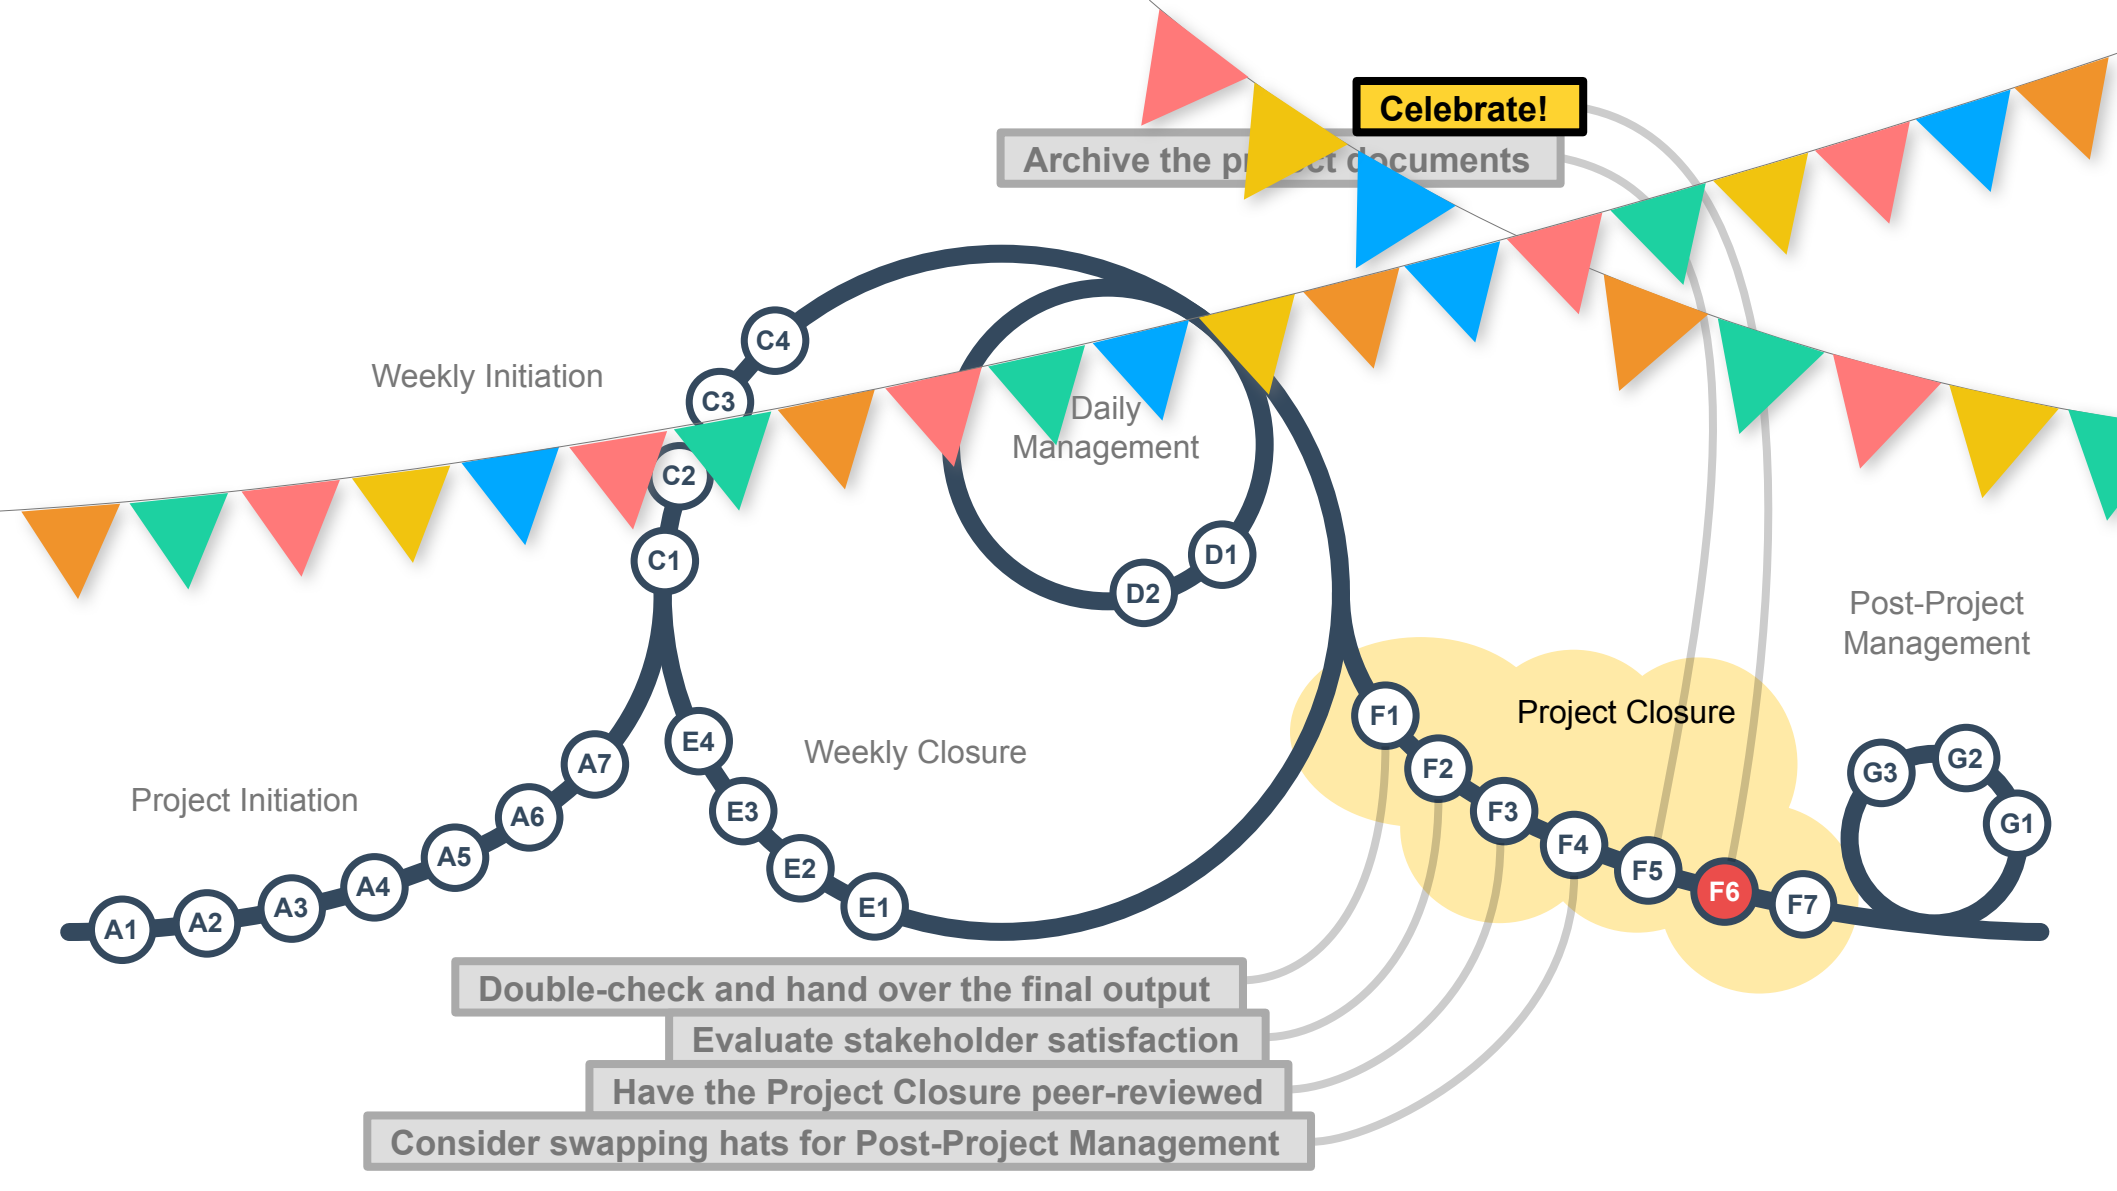 Celebrate!
Archive the pr ct documents
Weekly Initiation
C4
C3
C2
C1
Daily
Management
D1
D2
Post-Project
Management
Project Closure
Weekly Closure
Project Initiation
A1
A2
A3
A4
A5
A6
A7
E4
E3
E2
E1
F1
F2
F3
F4
F5
F6
F7
G3
G2
G1
Double-check and hand over the final output
Evaluate stakeholder satisfaction
Have the Project Closure peer-reviewed
Consider swapping hats for Post-Project Management